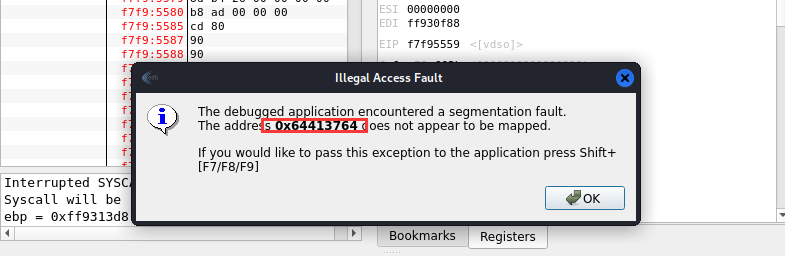 f7f9:5580 b8 ad 00 00 00
f7f9:5585 cd 80
f7f9:5587 90
f7f9:5588 90
ESI 00000000
EDI ff930f88
EIP f7f95559 <[vdso]>
Illegal Access Fault
The debugged application encountered a segmentation fault.
The address 0x64413764 does not appear to be mapped.
If you would like to pass this exception to the application press Shift+
[F7/F8/F9]
OK
Interrupted SYSCA
Syscall will be
ebp = 0xff9313d8
Bookmarks
Registers